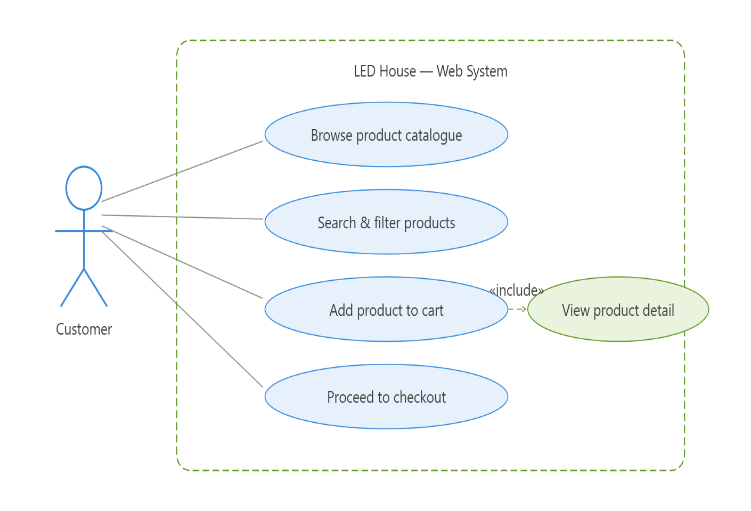 LED House — Web System
Browse product catalogue
Search & filter products
«include»
Add product to cart
View product detail
Customer
Proceed to checkout